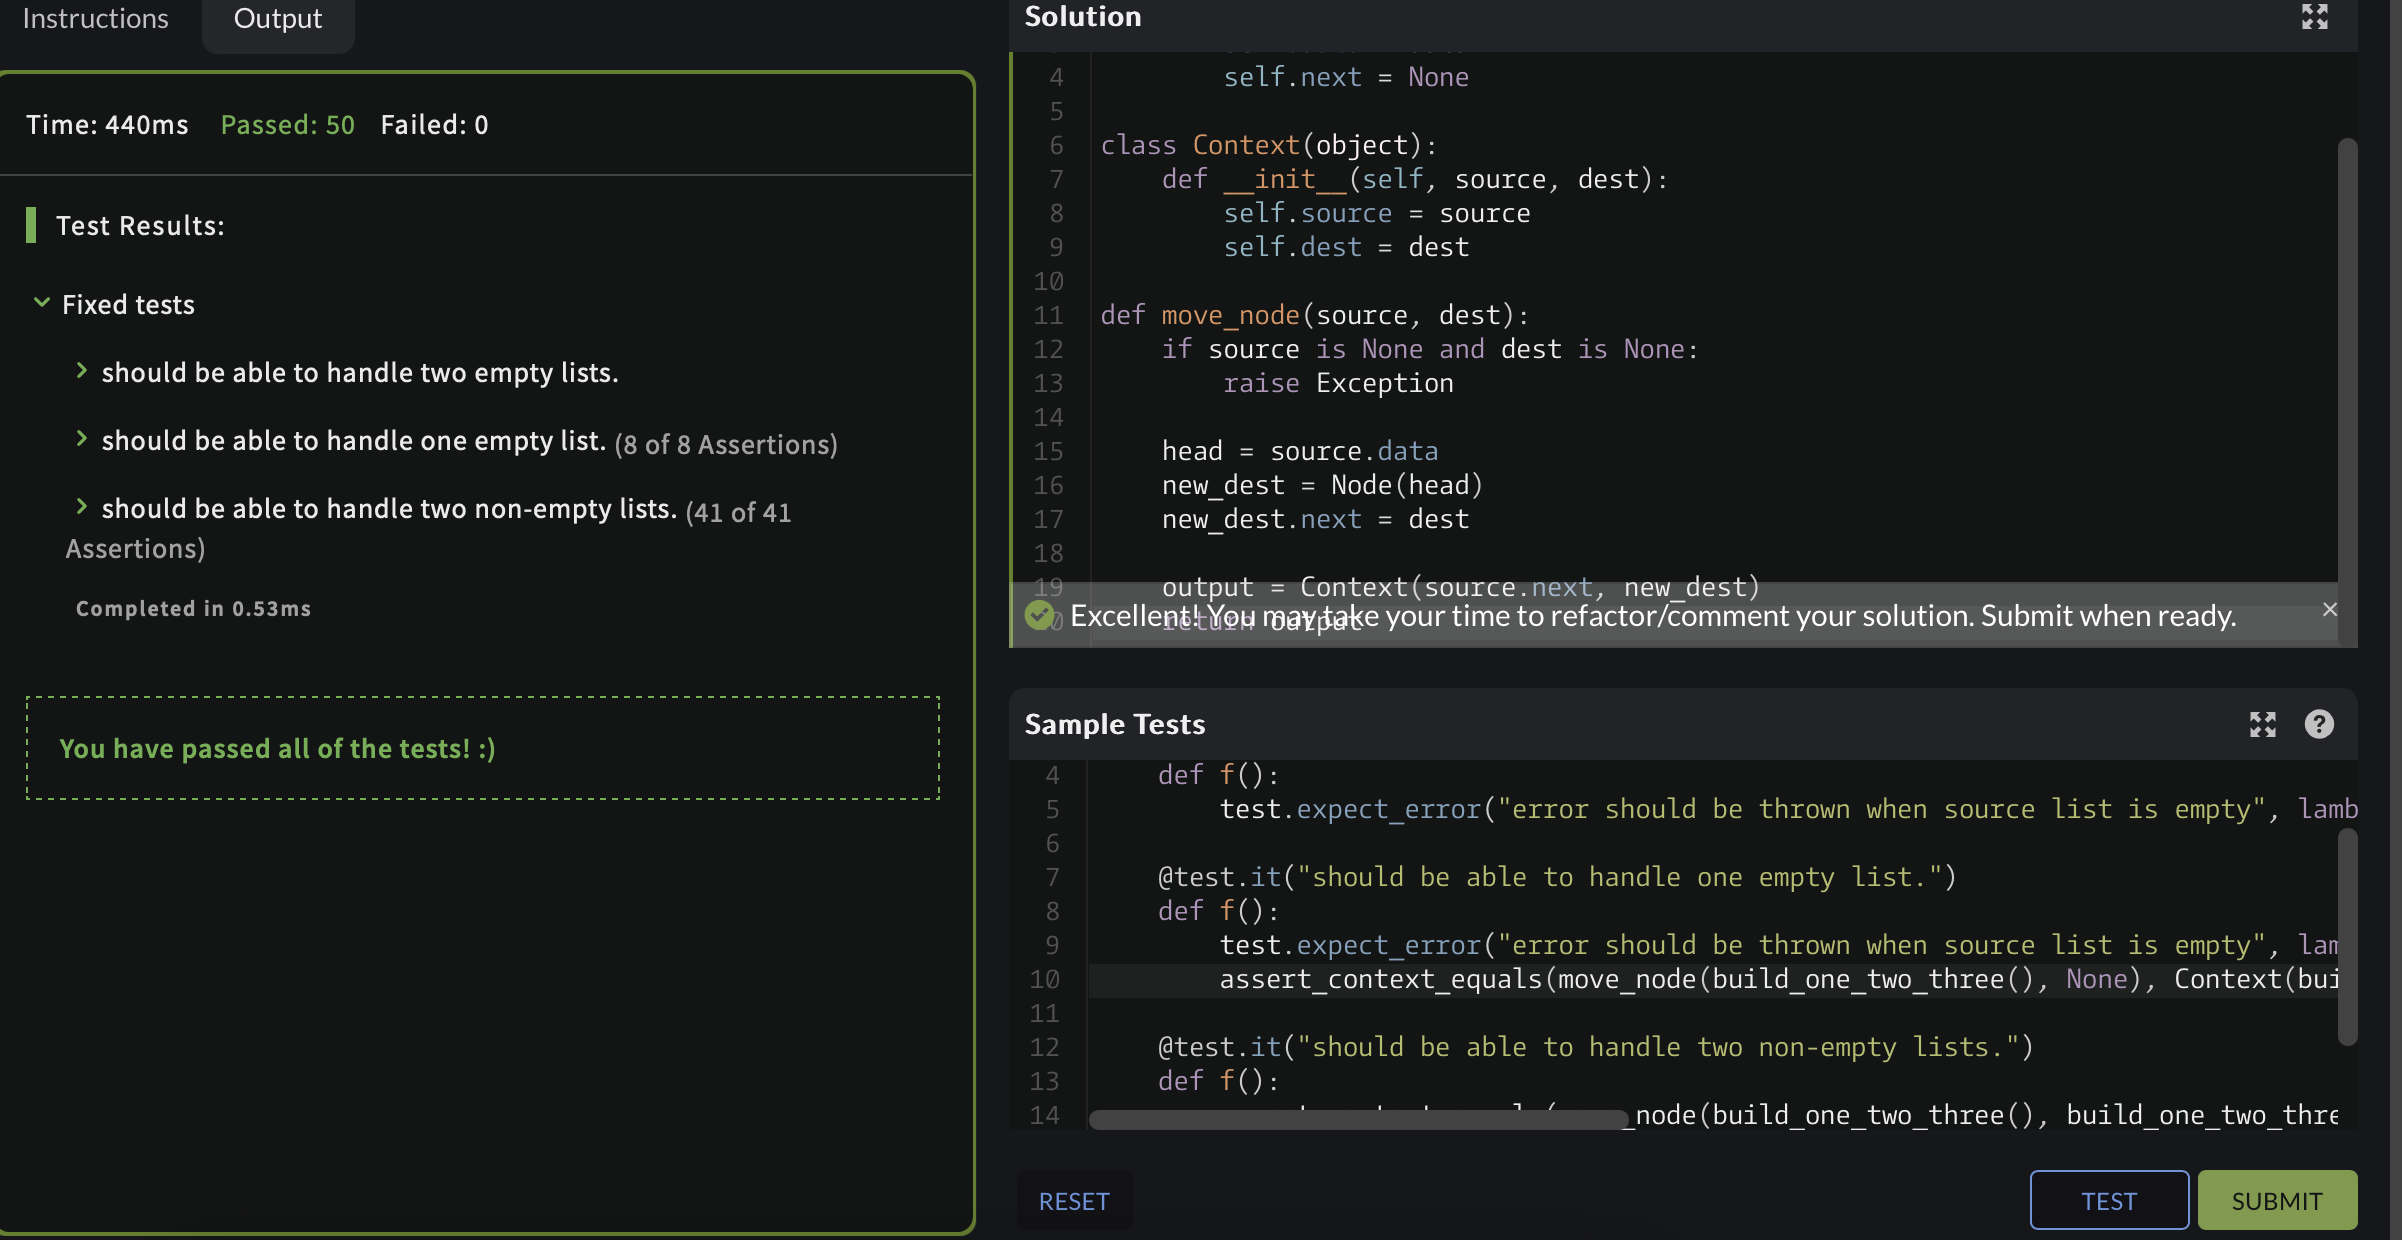 Instructions
Output
Time: 440ms Passed: 50 Failed: 0
Test Results:
Fixed tests
should be able to handle two empty lists.
should be able to handle one empty list. (8 of 8 Assertions)
should be able to handle two non-empty lists. (41 of 41
Assertions)
Completed in 0.53ms
You have passed all of the tests! :)
Solution
4 self.next = None
5
6 class Context(object):
7 def __init__(self, source, dest):
8 self.source = source
9 self.dest = dest
10
11 def move_node(source, dest):
12 if source is None and dest is None:
13 raise Exception
14
15 head = source.data
16 new_dest = Node(head)
17 new_dest.next = dest
18
19 output = Context(source.next, new_dest)
return output
Excellent! You may take your time to refactor/comment your solution. Submit when ready.
Sample Tests
4 def f():
5 test.expect_error("error should be thrown when source list is empty", lamb
6
7 @test.it("should be able to handle one empty list.")
8 def f():
9 test.expect_error("error should be thrown when source list is empty", lam
10 assert_context_equals(move_node(build_one_two_three(), None), Context(bui
11
12 @test.it("should be able to handle two non-empty lists.")
13 def f():
14 _node(build_one_two_three(), build_one_two_thre
RESET
TEST
SUBMIT